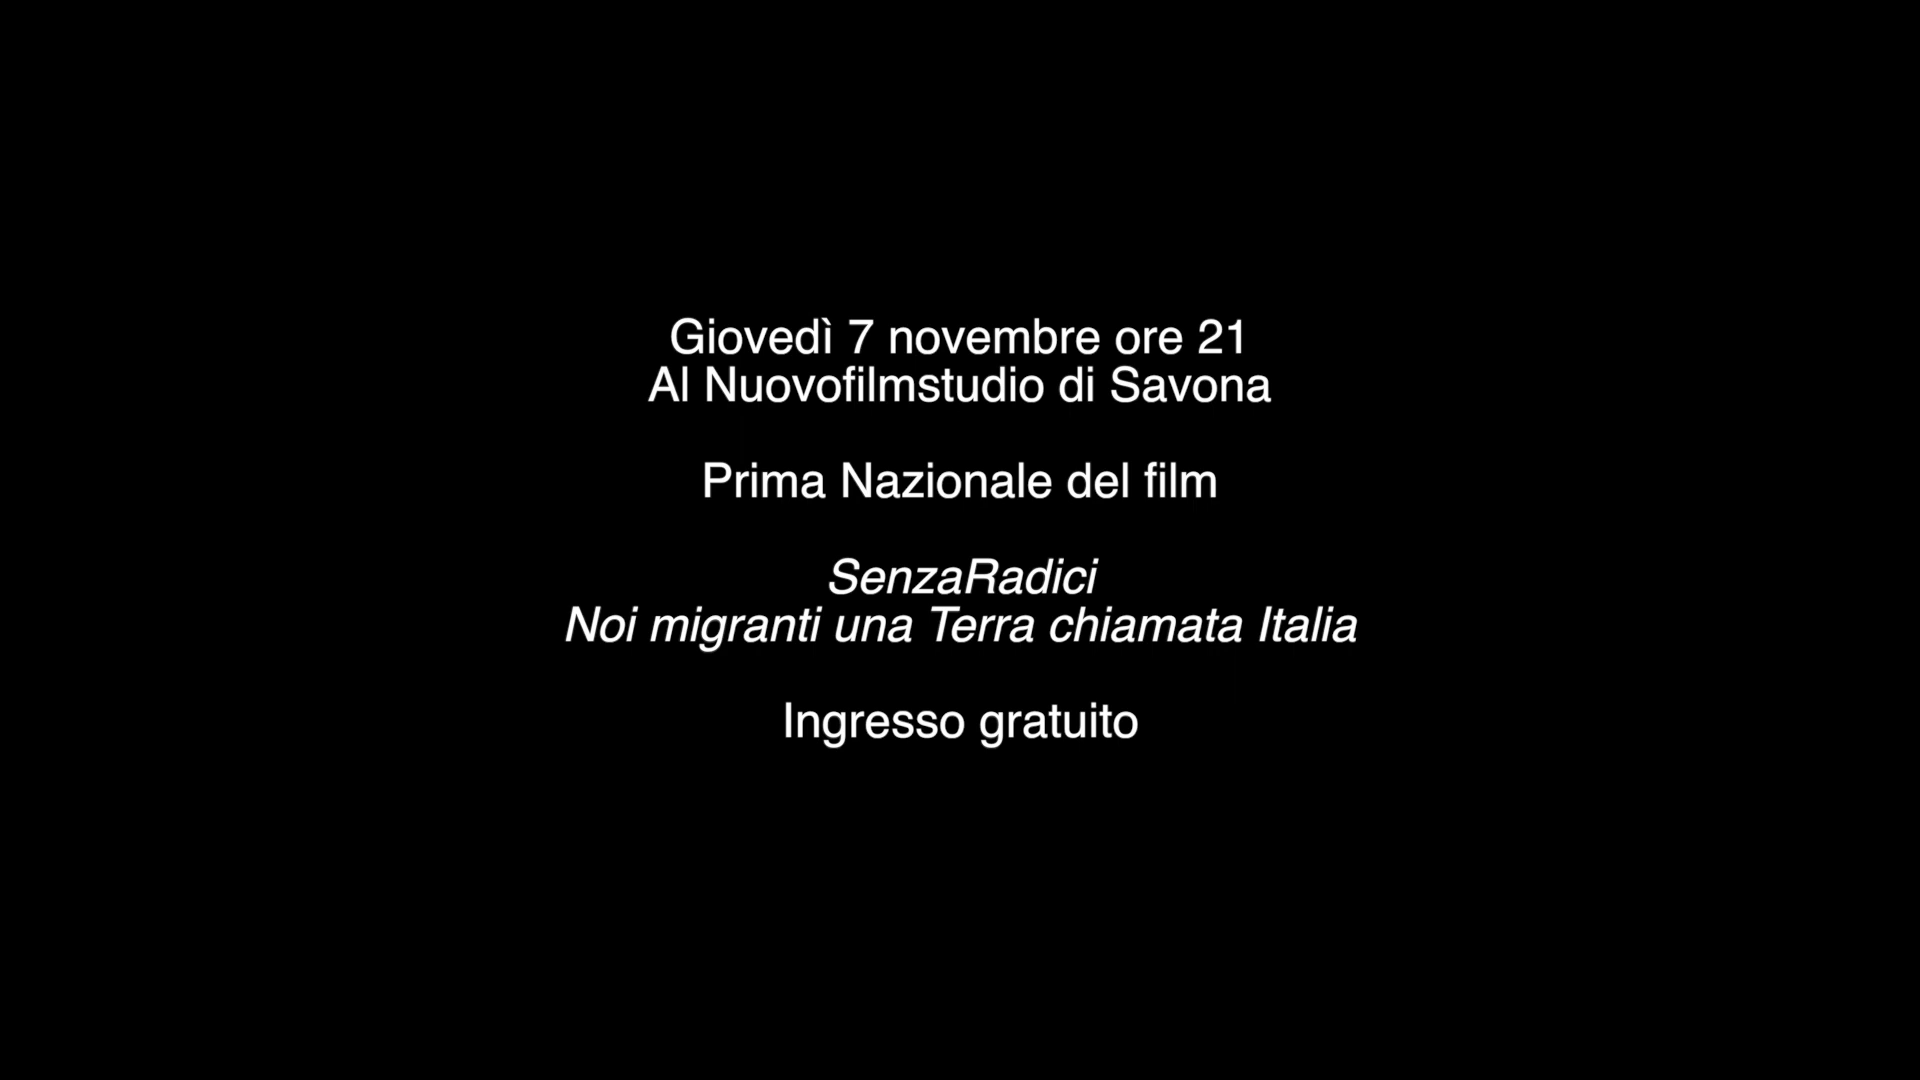 Giovedì 7 novembre ore 21
Al Nuovofilmstudio di Savona
Prima Nazionale del film
SenzaRadici
Noi migranti una Terra chiamata Italia
Ingresso gratuito